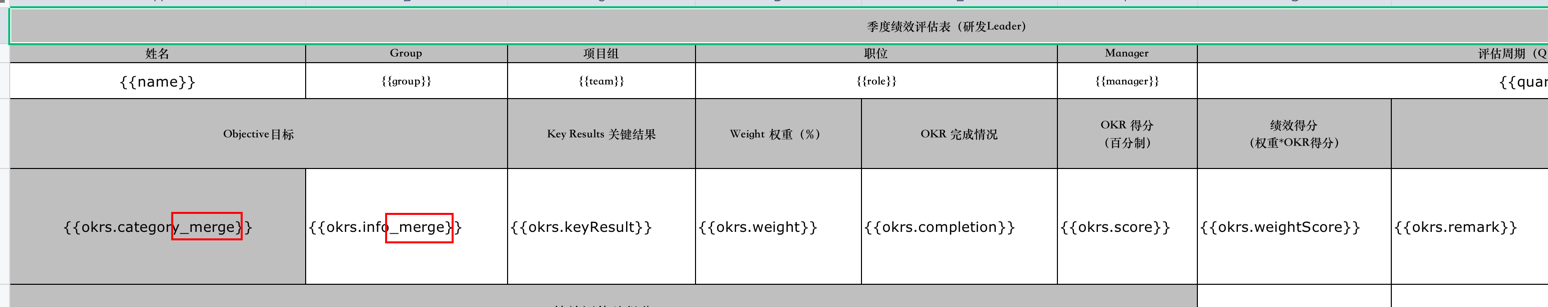 季度绩效评估表（研发Leader）
姓名 Group 项目组 职位 Manager 评估周期（Q
{{name}} {{group}} {{team}} {{role}} {{manager}} {{quar
Objective目标 Key Results 关键结果 Weight 权重（%） OKR 完成情况 OKR 得分
（百分制） 绩效得分
（权重*OKR得分）
{{okrs.category_merge}} {{okrs.info_merge}} {{okrs.keyResult}} {{okrs.weight}} {{okrs.completion}} {{okrs.score}} {{okrs.weightScore}} {{okrs.remark}}